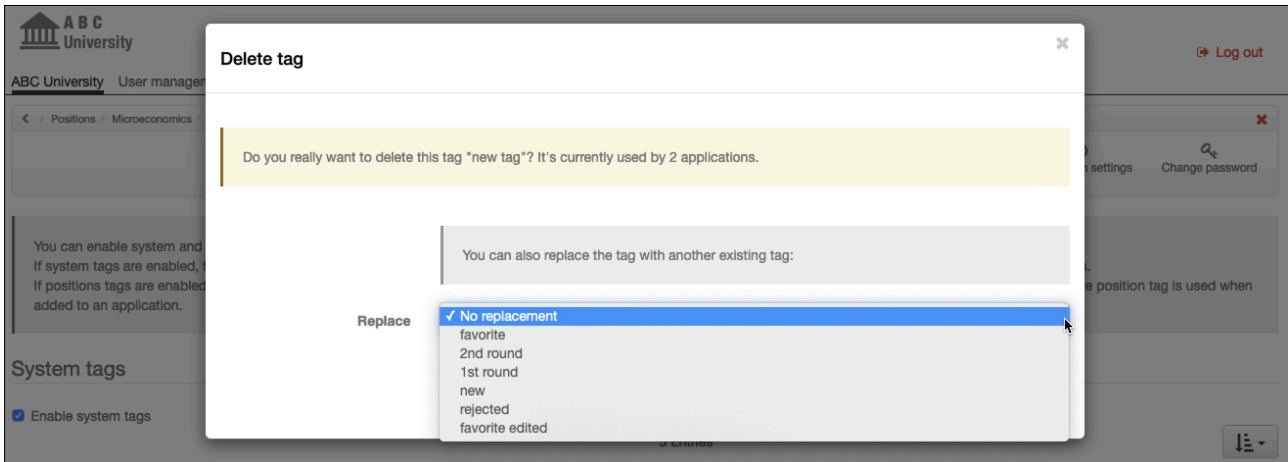 A B C
University
Delete tag
Log out
ABC University User manager
Positions / Microeconomics /
Do you really want to delete this tag "new tag"? It's currently used by 2 applications.
settings
Change password
You can enable system and
If system tags are enabled,
If positions tags are enabled
added to an application.
You can also replace the tag with another existing tag:
e position tag is used when
Replace
✓ No replacement
favorite
2nd round
1st round
new
rejected
favorite edited
System tags
Enable system tags
Entries